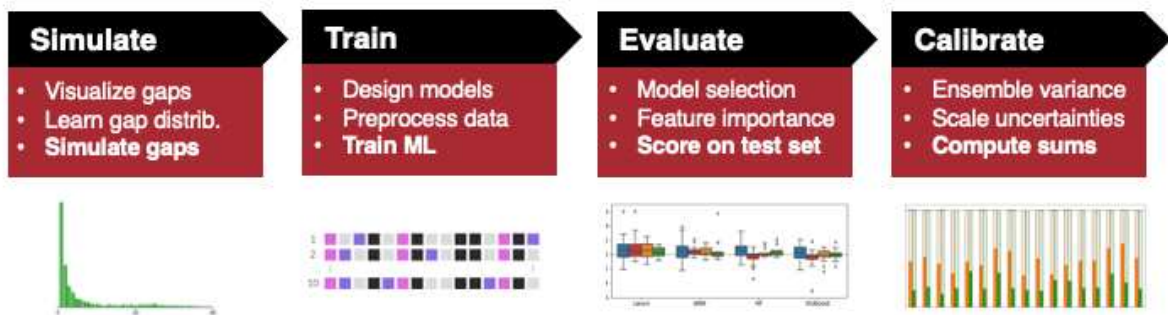 Simulate
• Visualize gaps
• Learn gap distrib.
• Simulate gaps
Train
• Design models
• Preprocess data
• Train ML
Evaluate
• Model selection
• Feature importance
• Score on test set
Calibrate
• Ensemble variance
• Scale uncertainties
• Compute sums
1
2
10